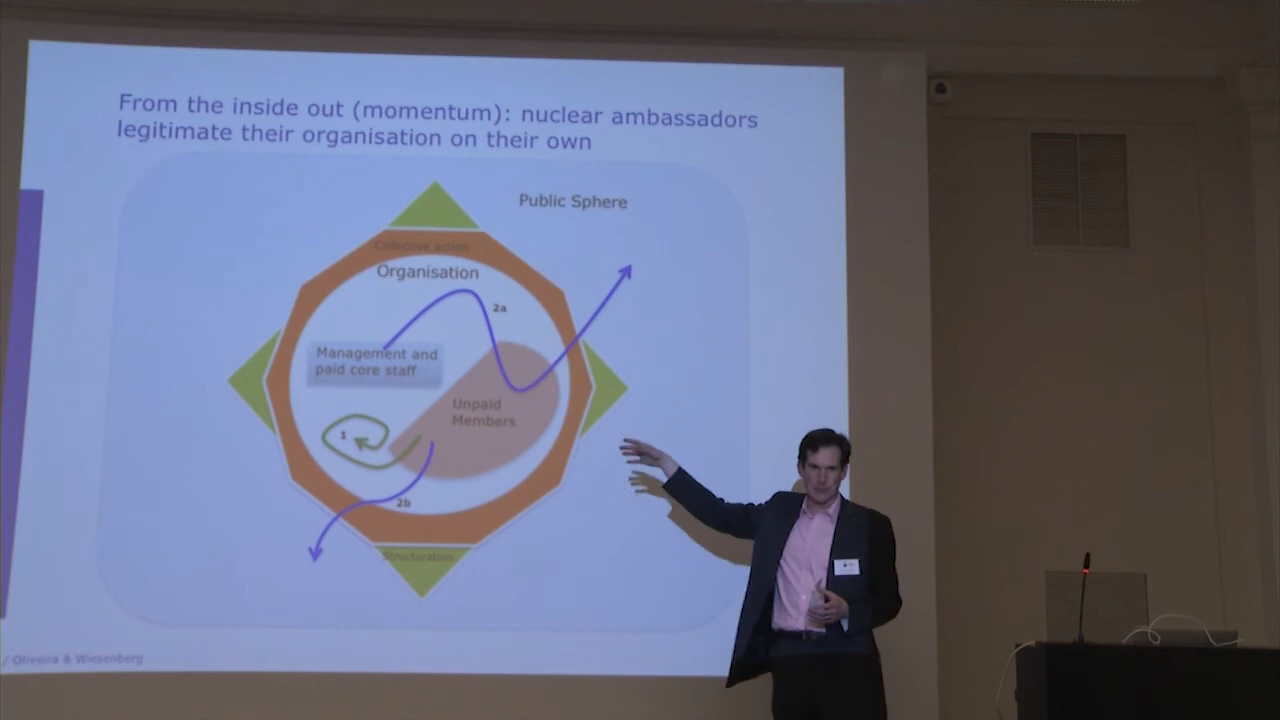 From the inside out (momentum): nuclear ambassadors
legitimate their organisation on their own
Public Sphere
Collective action
Organisation
2a
Management and
paid core staff
Unpaid
Members
1
2b
Structuration
/ Oliveira & Wiesenberg